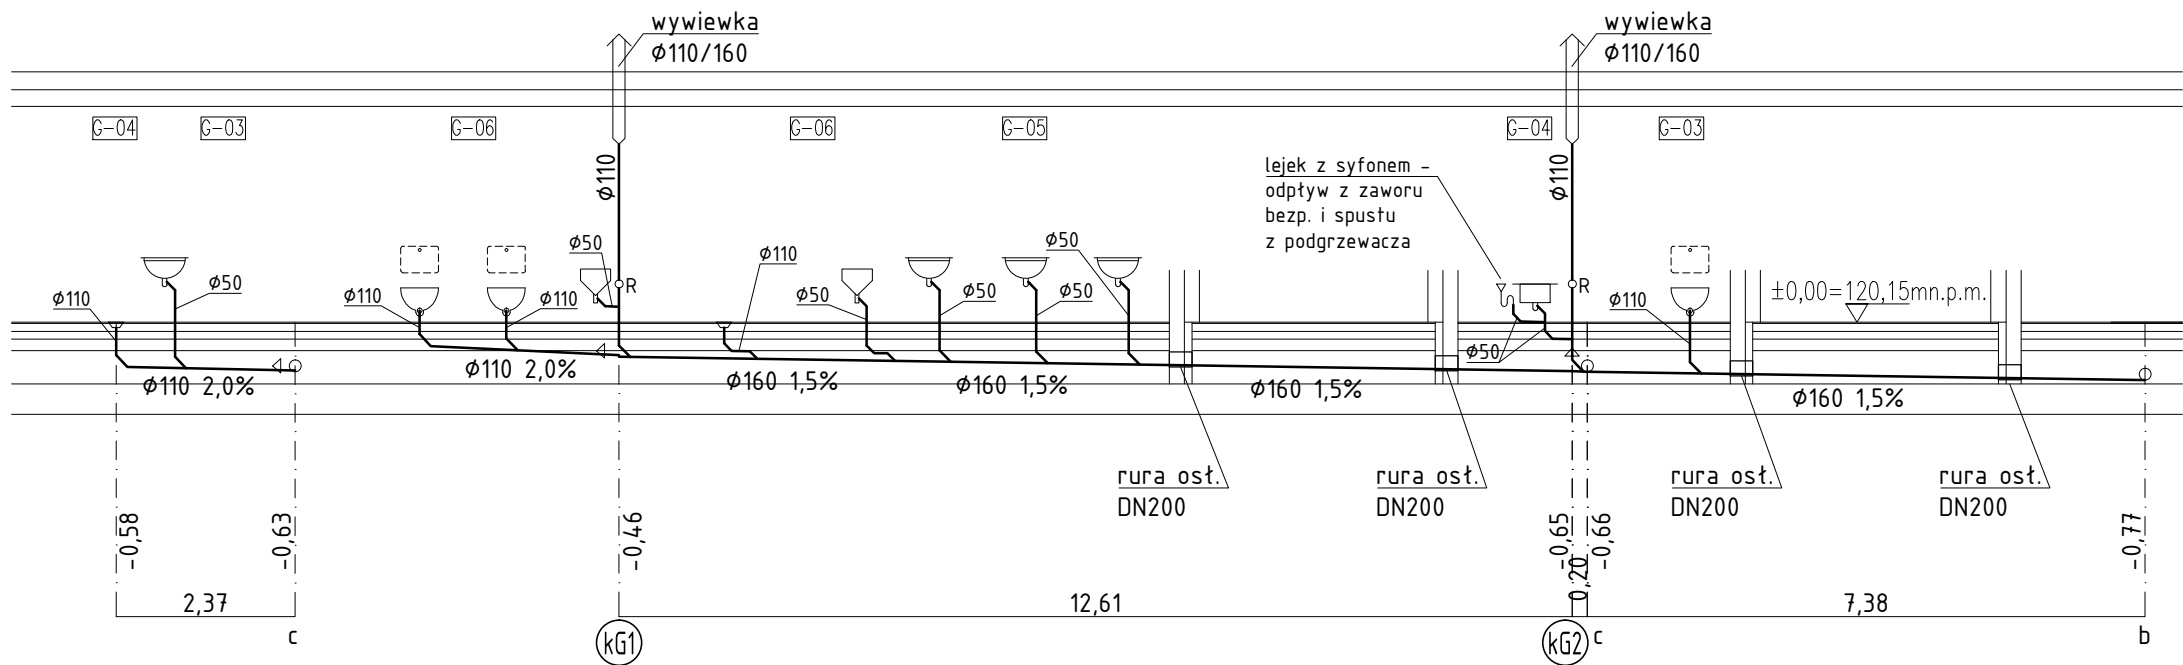 wywiewka
ϕ110/160
wywiewka
ϕ110/160
G-04
G-03
G-06
G-06
G-05
G-04
G-03
ϕ110
ϕ110
lejek z syfonem -
odpływ z zaworu
bezp. i spustu
z podgrzewacza
ϕ50
ϕ50
ϕ110
R
R
±0,00=120,15mn.p.m.
ϕ110
ϕ50
ϕ110
ϕ110
ϕ50
ϕ50
ϕ50
ϕ110
ϕ50
ϕ110 2,0%
ϕ110 2,0%
ϕ160 1,5%
ϕ160 1,5%
ϕ160 1,5%
ϕ160 1,5%
rura osł.
DN200
rura osł.
DN200
rura osł.
DN200
rura osł.
DN200
-0,58
-0,63
-0,46
-0,65
-0,66
-0,77
2,37
12,61
0,20
7,38
c
kG1
kG2
c
b